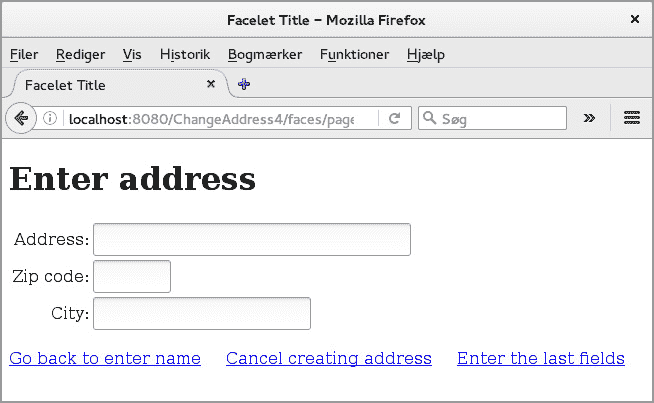 Facelet Title – Mozilla Firefox
Filer Rediger Vis Historik Bogmærker Funktioner Hjælp
Facelet Title
localhost:8080/ChangeAddress4/faces/page Søg
Enter address
Address:
Zip code:
City:
Go back to enter name Cancel creating address Enter the last fields